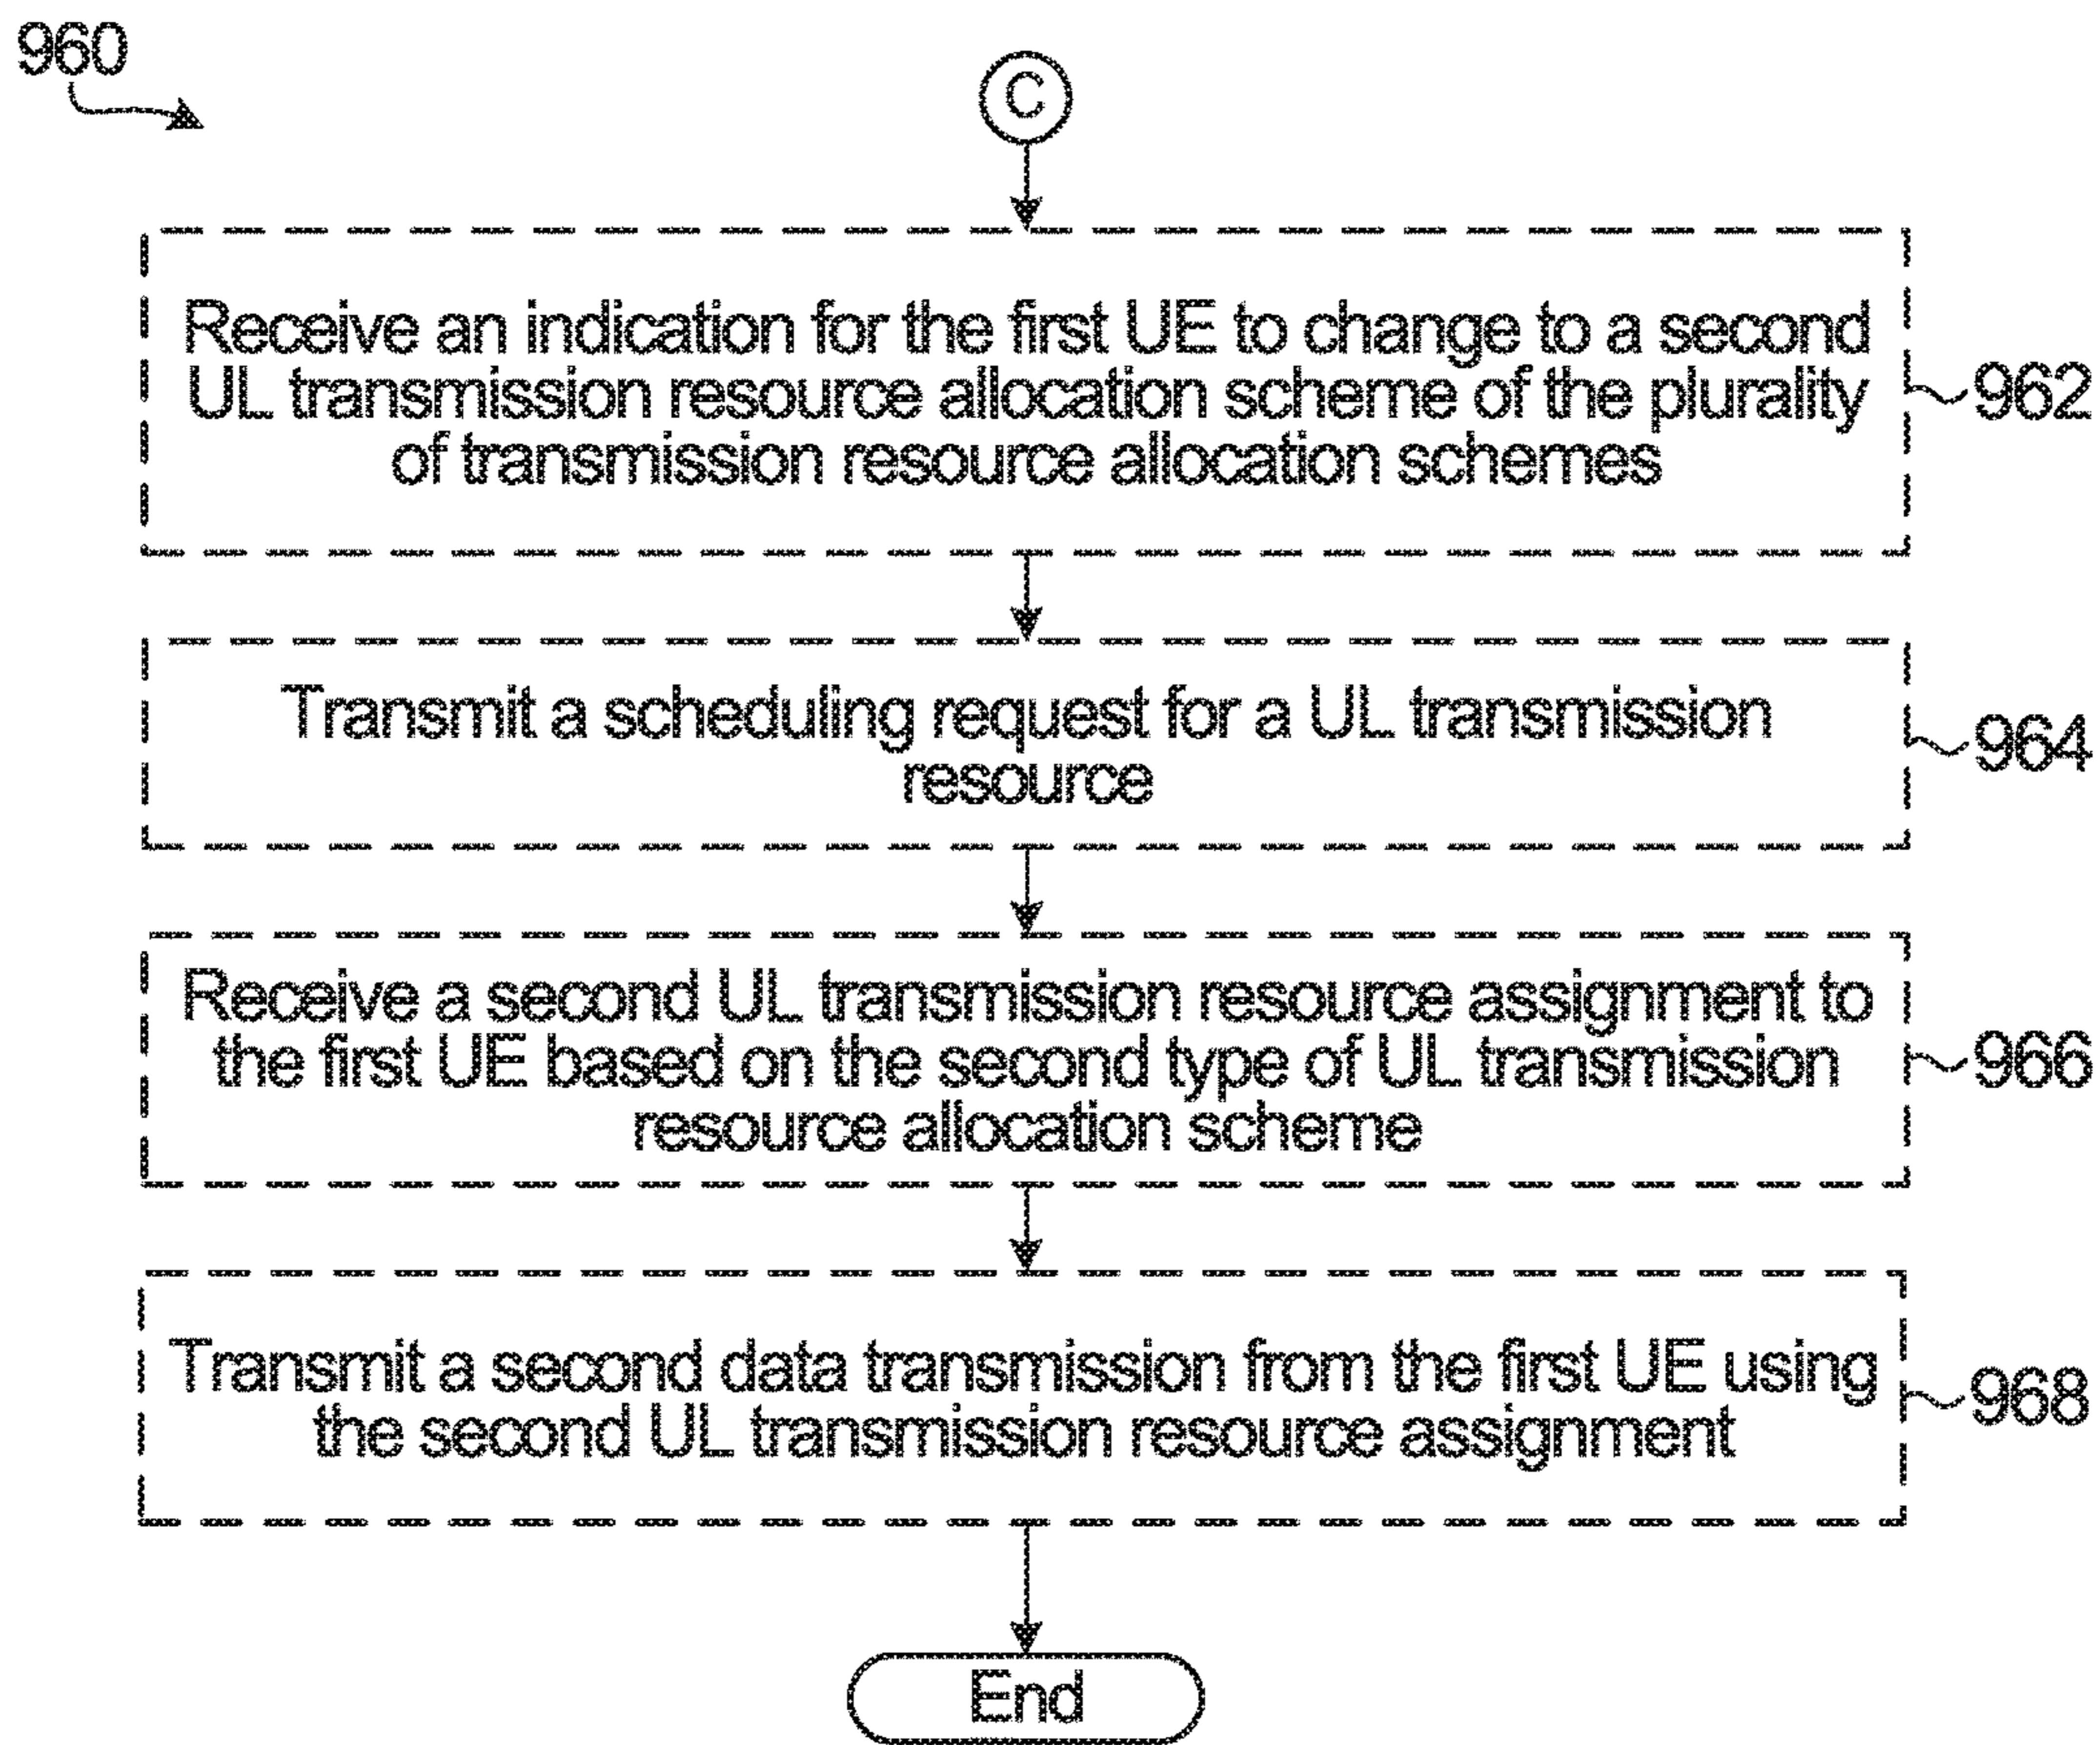 960
C
Receive an indication for the first UE to change to a second
UL transmission resource allocation scheme of the plurality
of transmission resource allocation schemes
962
Transmit a scheduling request for a UL transmission
resource
964
Receive a second UL transmission resource assignment to
the first UE based on the second type of UL transmission
resource allocation scheme
966
Transmit a second data transmission from the first UE using
the second UL transmission resource assignment
968
End